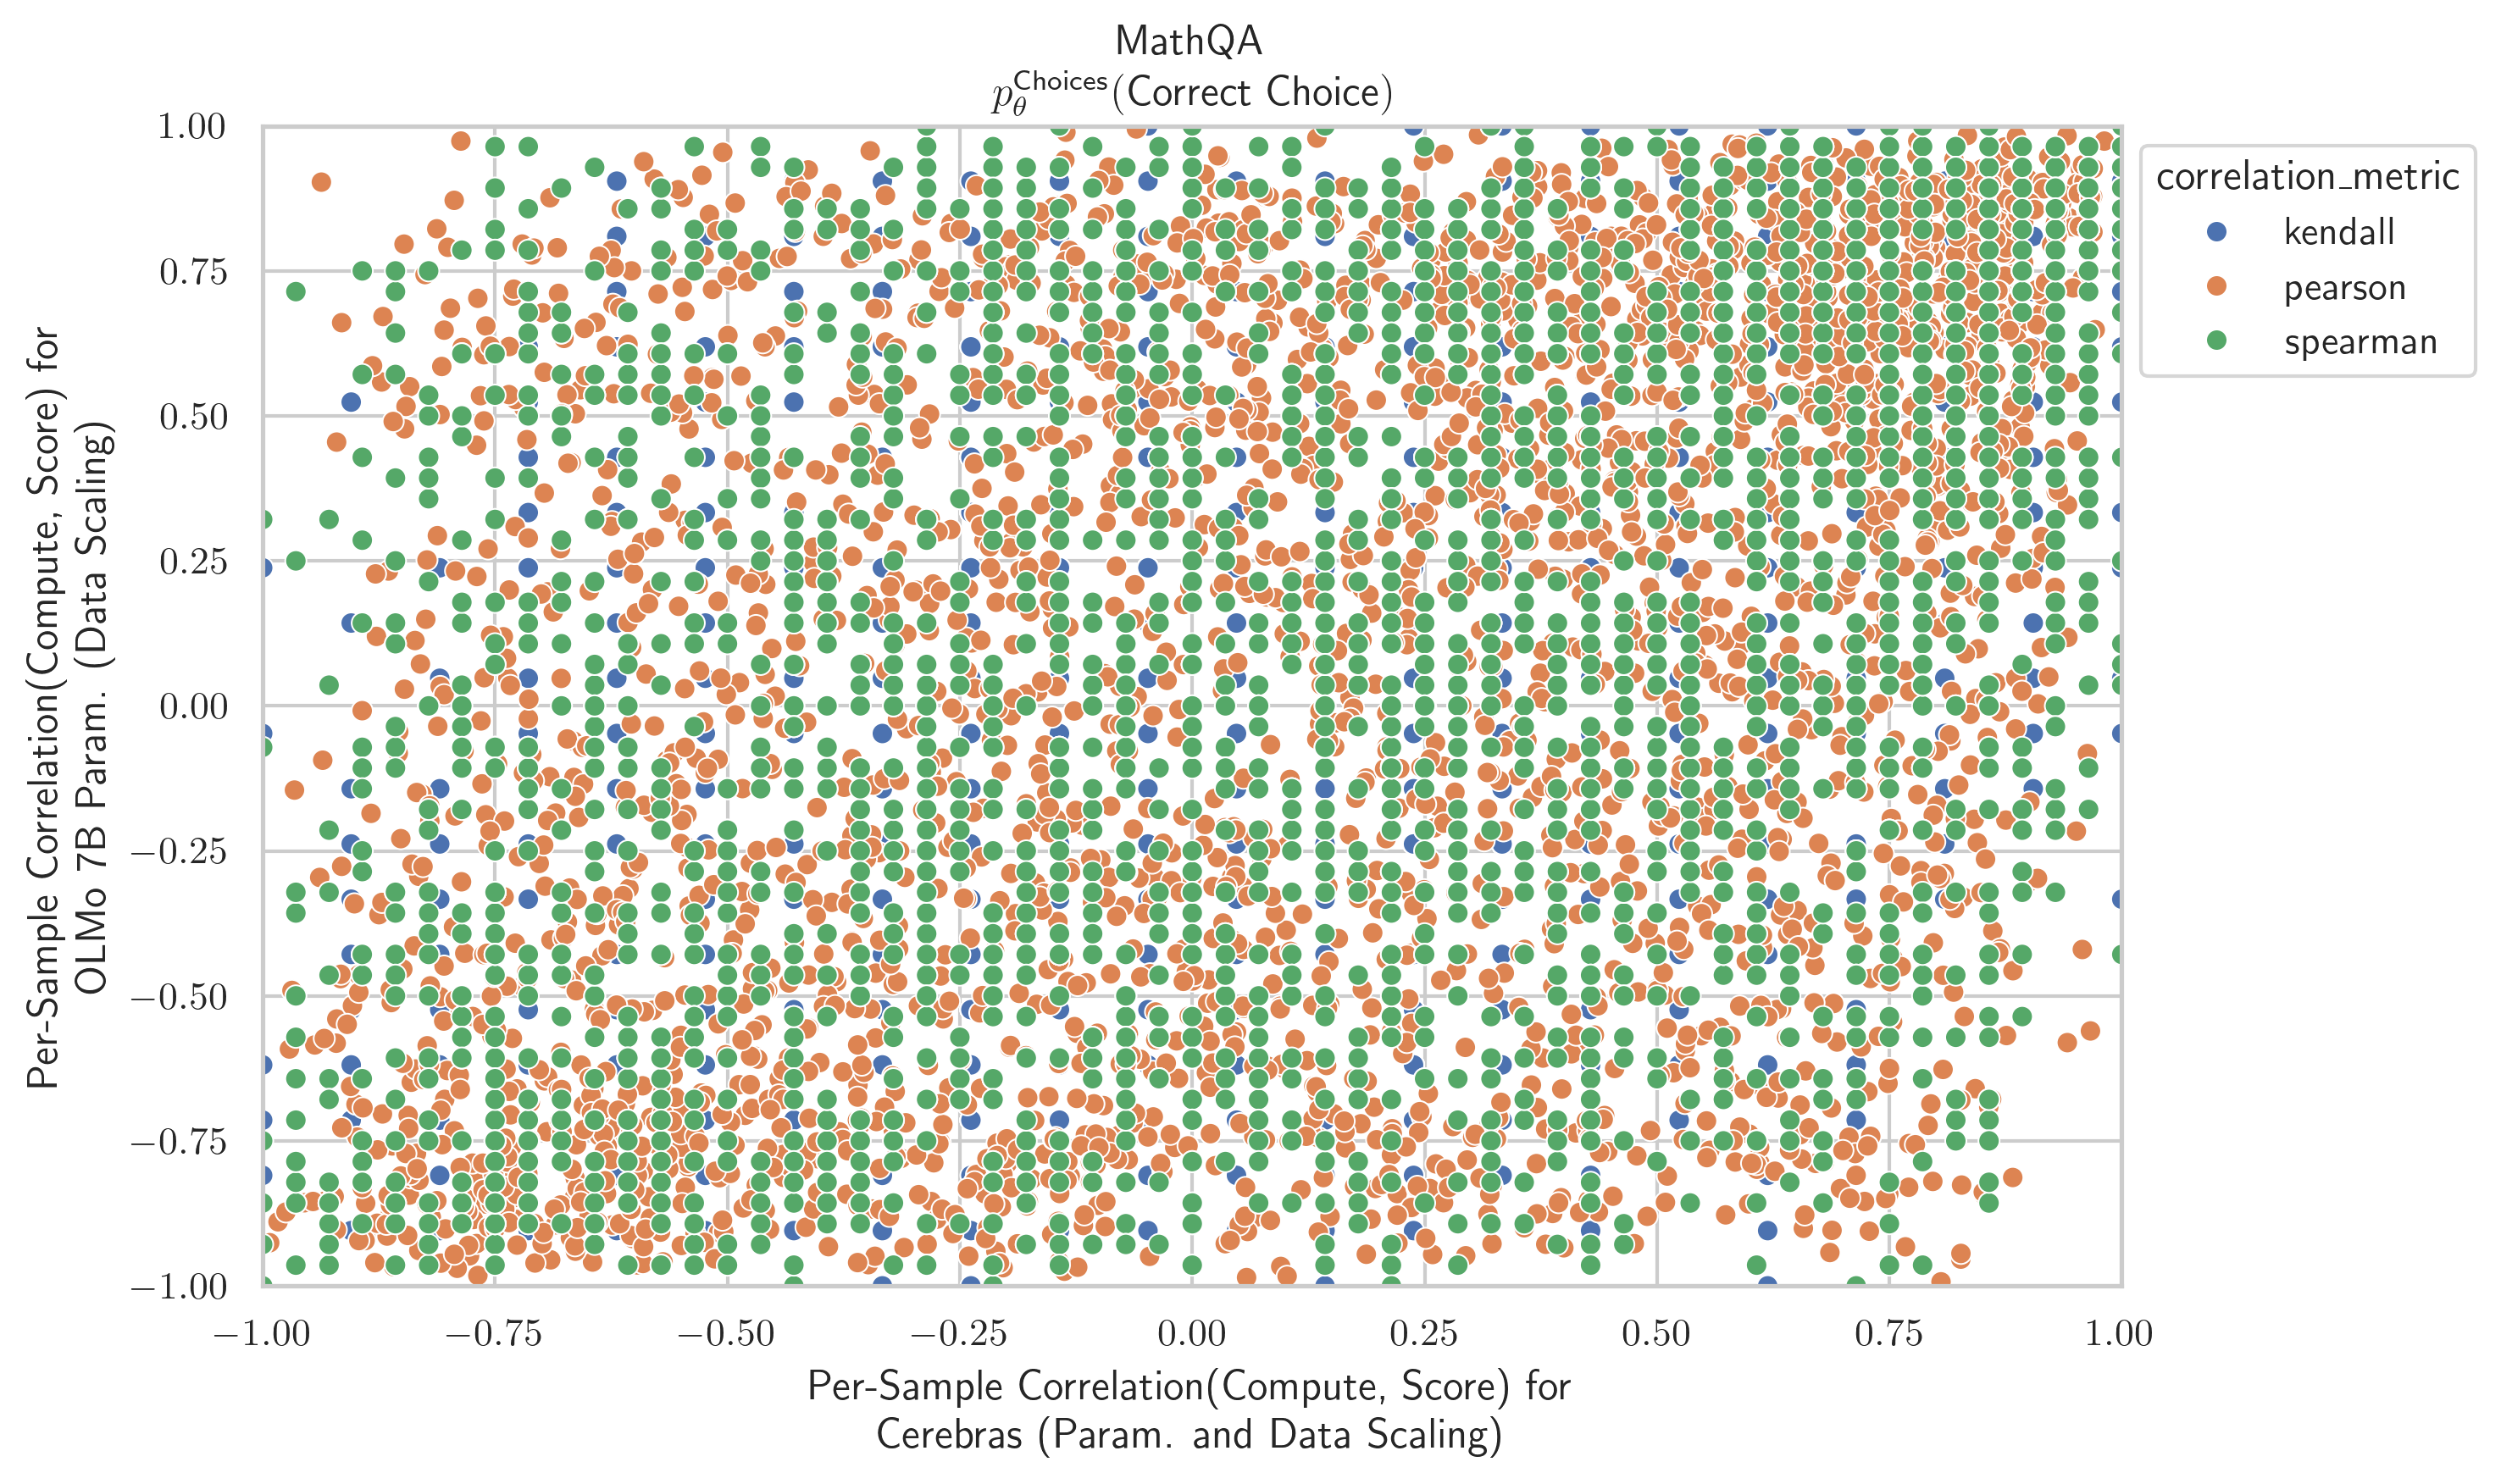 MathQA
p_θ^Choices(Correct Choice)
Per-Sample Correlation(Compute, Score) for
OLMo 7B Param. (Data Scaling)
1.00
0.75
0.50
0.25
0.00
−0.25
−0.50
−0.75
−1.00
−1.00 −0.75 −0.50 −0.25 0.00 0.25 0.50 0.75 1.00
Per-Sample Correlation(Compute, Score) for
Cerebras (Param. and Data Scaling)
correlation_metric
kendall
pearson
spearman